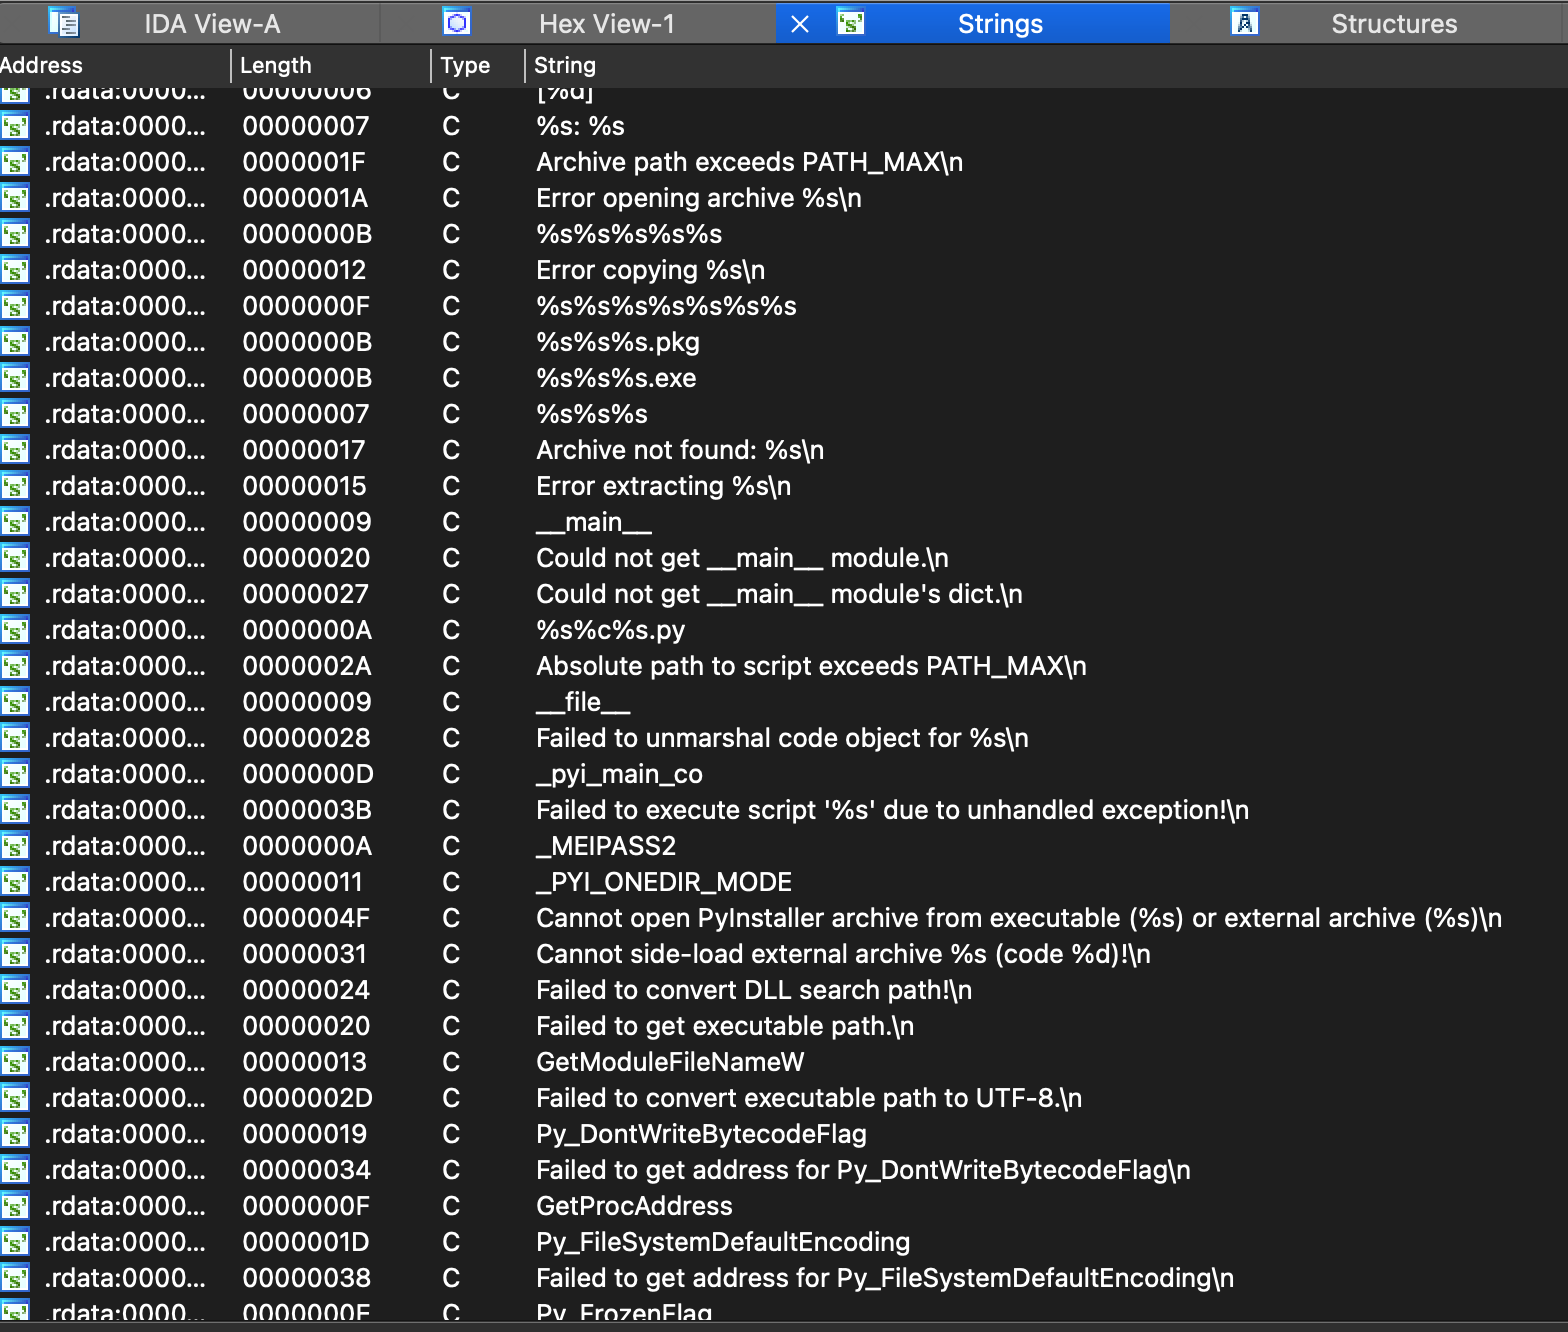 IDA View-A Hex View-1 Strings Structures
Address Length Type String
.rdata:0000... 00000006 C [%d]
.rdata:0000... 00000007 C %s: %s
.rdata:0000... 0000001F C Archive path exceeds PATH_MAX\n
.rdata:0000... 0000001A C Error opening archive %s\n
.rdata:0000... 0000000B C %s%s%s%s%s
.rdata:0000... 00000012 C Error copying %s\n
.rdata:0000... 0000000F C %s%s%s%s%s%s%s
.rdata:0000... 0000000B C %s%s%s.pkg
.rdata:0000... 0000000B C %s%s%s.exe
.rdata:0000... 00000007 C %s%s%s
.rdata:0000... 00000017 C Archive not found: %s\n
.rdata:0000... 00000015 C Error extracting %s\n
.rdata:0000... 00000009 C __main__
.rdata:0000... 00000020 C Could not get __main__ module.\n
.rdata:0000... 00000027 C Could not get __main__ module's dict.\n
.rdata:0000... 0000000A C %s%c%s.py
.rdata:0000... 0000002A C Absolute path to script exceeds PATH_MAX\n
.rdata:0000... 00000009 C __file__
.rdata:0000... 00000028 C Failed to unmarshal code object for %s\n
.rdata:0000... 0000000D C _pyi_main_co
.rdata:0000... 0000003B C Failed to execute script '%s' due to unhandled exception!\n
.rdata:0000... 0000000A C _MEIPASS2
.rdata:0000... 00000011 C _PYI_ONEDIR_MODE
.rdata:0000... 0000004F C Cannot open PyInstaller archive from executable (%s) or external archive (%s)\n
.rdata:0000... 00000031 C Cannot side-load external archive %s (code %d)!\n
.rdata:0000... 00000024 C Failed to convert DLL search path!\n
.rdata:0000... 00000020 C Failed to get executable path.\n
.rdata:0000... 00000013 C GetModuleFileNameW
.rdata:0000... 0000002D C Failed to convert executable path to UTF-8.\n
.rdata:0000... 00000019 C Py_DontWriteBytecodeFlag
.rdata:0000... 00000034 C Failed to get address for Py_DontWriteBytecodeFlag\n
.rdata:0000... 0000000F C GetProcAddress
.rdata:0000... 0000001D C Py_FileSystemDefaultEncoding
.rdata:0000... 00000038 C Failed to get address for Py_FileSystemDefaultEncoding\n
.rdata:0000... C Py_FrozenFlag